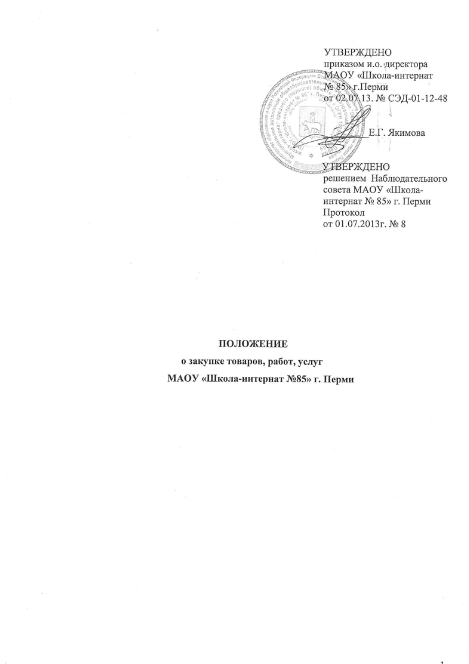 УТВЕРЖДЕНО
приказом и.о. директора
МАОУ «Школа-интернат
№ 85» г.Перми
от 02.07.13. № СЭД-01-12-48
Е.Г. Якимова
УТВЕРЖДЕНО
решением Наблюдательного
совета МАОУ «Школа-
интернат № 85» г. Перми
Протокол
от 01.07.2013г. № 8
ПОЛОЖЕНИЕ
о закупке товаров, работ, услуг
МАОУ «Школа-интернат №85» г. Перми